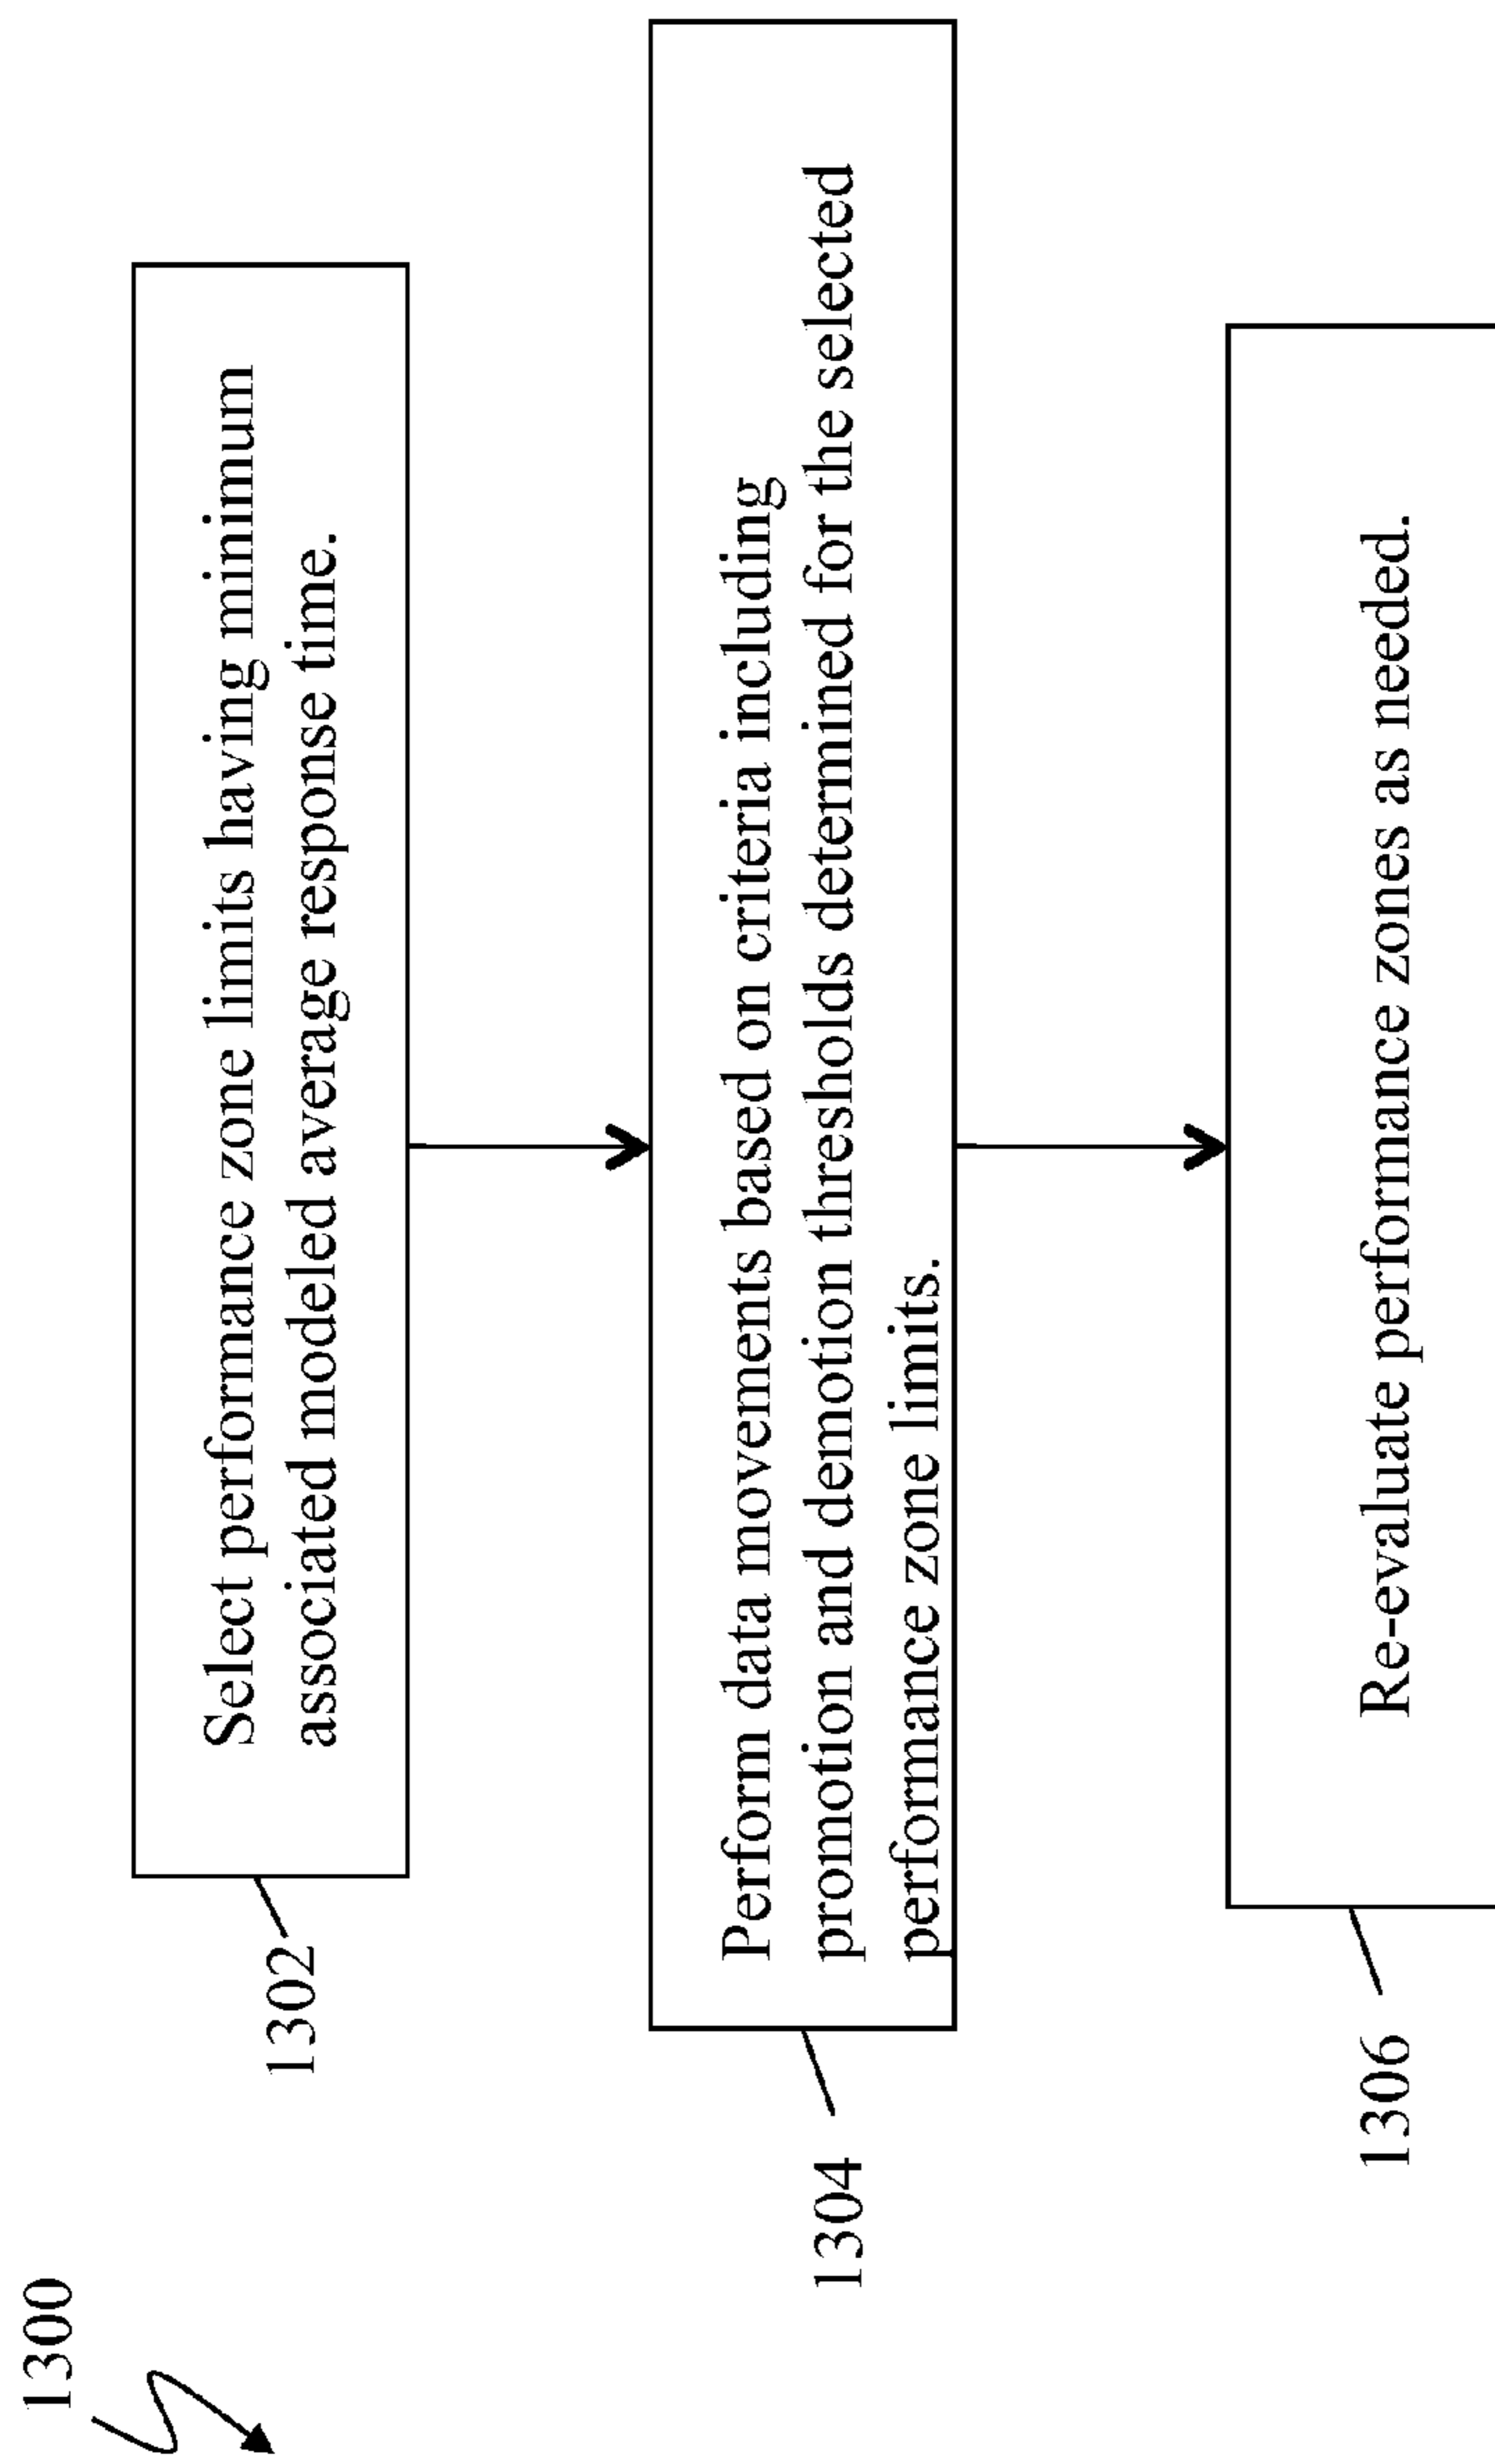 1300
1302
Select performance zone limits having minimum
associated modeled average response time.
1304
Perform data movements based on criteria including
promotion and demotion thresholds determined for the selected
performance zone limits.
1306
Re-evaluate performance zones as needed.